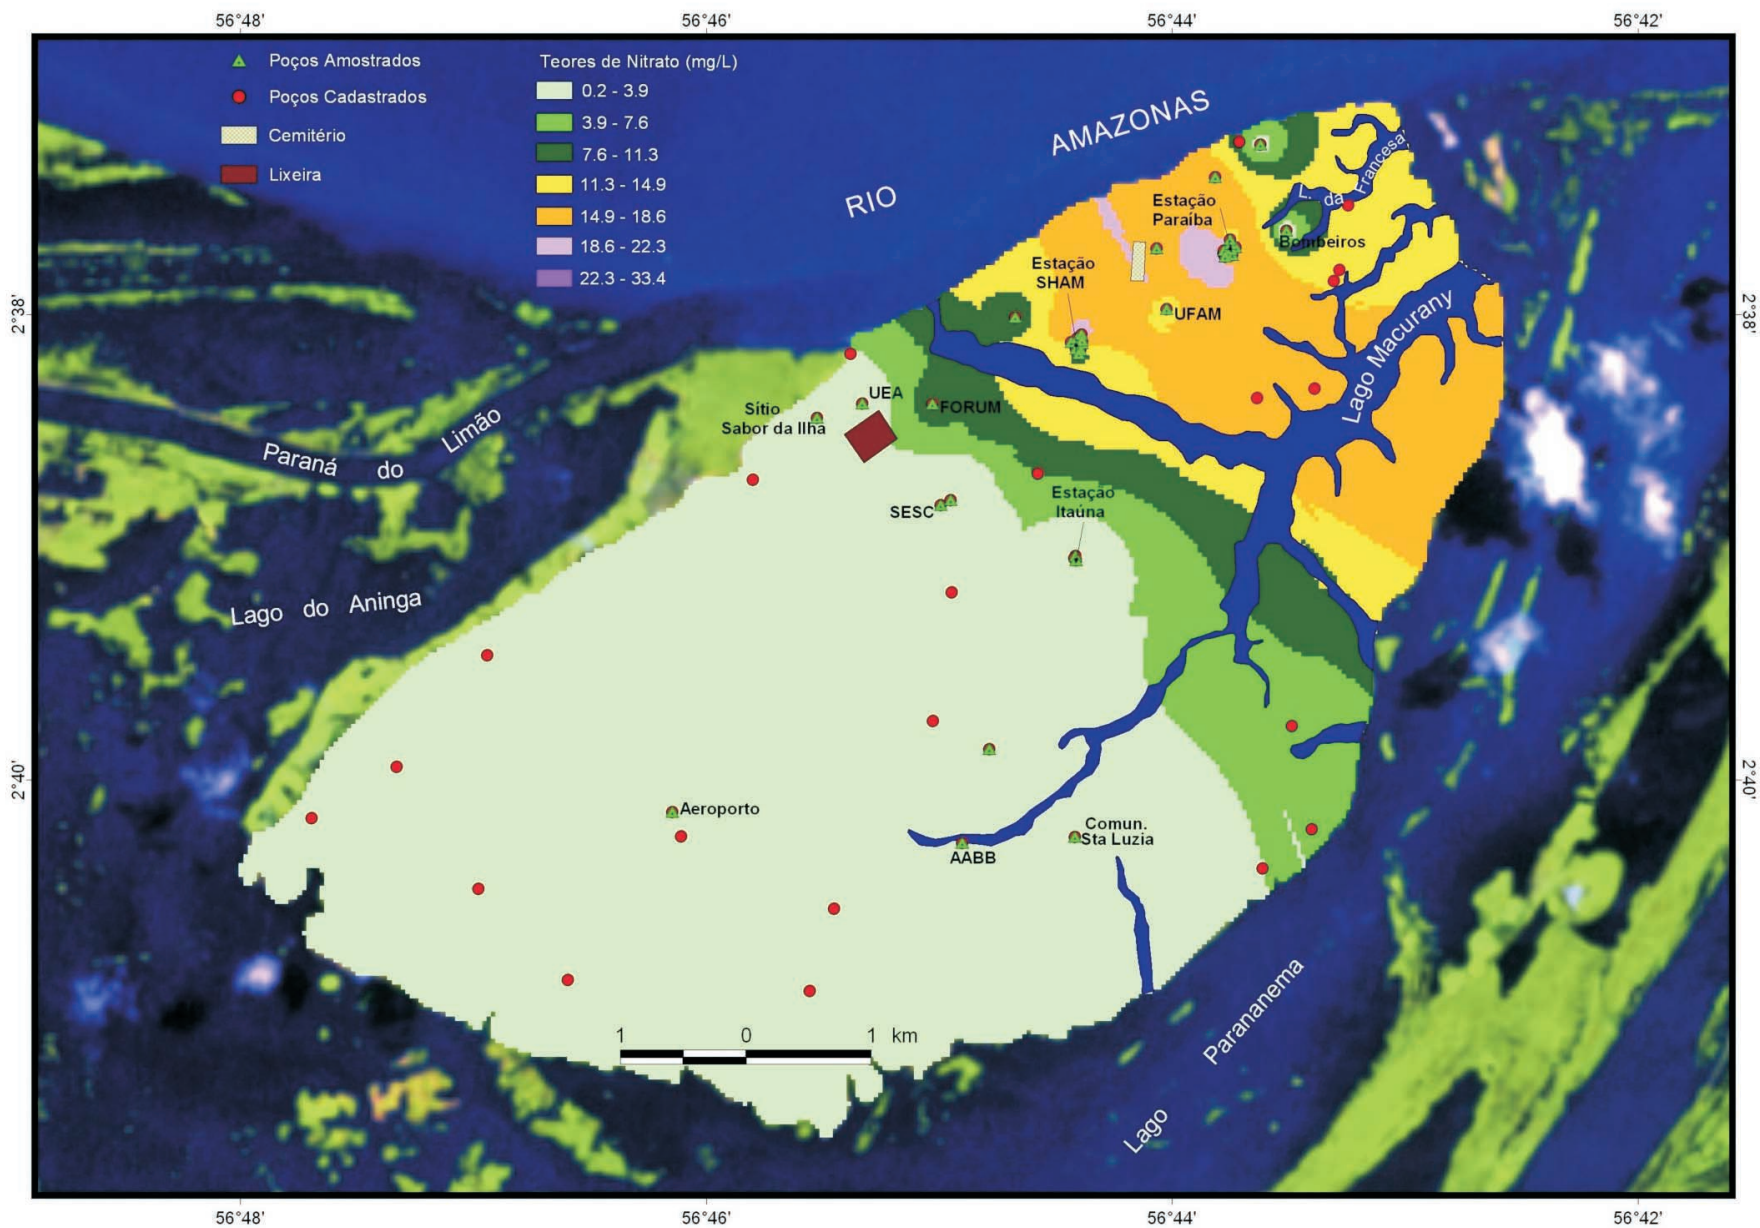 56°48'
56°46'
56°44'
56°42'
Poços Amostrados
Poços Cadastrados
Cemitério
Lixeira
Teores de Nitrato (mg/L)
0.2 - 3.9
3.9 - 7.6
7.6 - 11.3
11.3 - 14.9
14.9 - 18.6
18.6 - 22.3
22.3 - 33.4
RIO AMAZONAS
L. da Francesa
Estação
Paraíba
Bombeiros
Estação
SHAM
UFAM
2°38'
2°38'
Lago Macurany
UEA
Sítio
Sabor da Ilha
FORUM
Paraná do Limão
SESC
Estação
Itaúna
Lago do Aninga
2°40'
2°40'
Aeroporto
Comun.
Sta Luzia
AABB
Lago Parananema
1 0 1 km
56°48'
56°46'
56°44'
56°42'